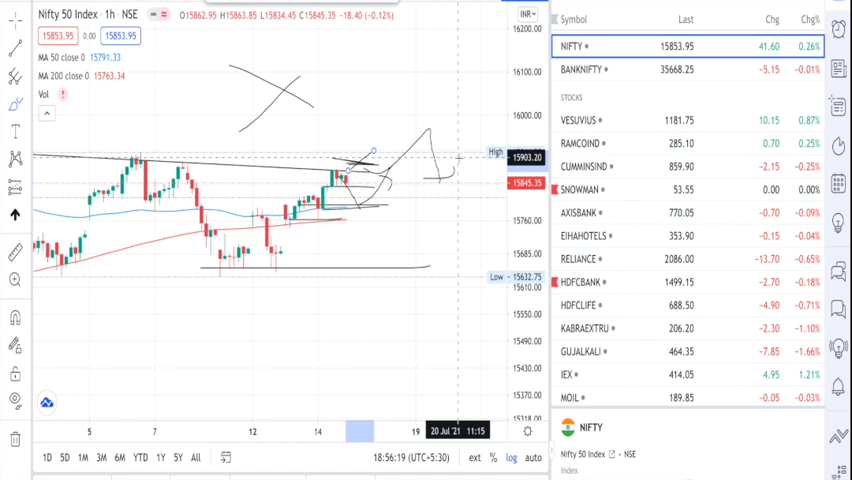 Nifty 50 Index • 1h • NSE
O15862.95 H15863.85 L15834.45 C15845.35 -18.40 (-0.12%)
15853.95 0.00 15853.95
MA 50 close 0 15791.33
MA 200 close 0 15763.34
Vol
INR
16200.00
16100.00
16000.00
High
15903.20
15845.35
15760.00
15685.00
Low 15632.75
15610.00
15550.00
15490.00
15430.00
15370.00
15318.00
5 7 12 14 19 20 Jul '21 11:15
1D 5D 1M 3M 6M YTD 1Y 5Y All
18:56:19 (UTC+5:30) ext % log auto
Symbol Last Chg Chg%
NIFTY 15853.95 41.60 0.26%
BANKNIFTY 35668.25 -5.15 -0.01%
STOCKS
VESUVIUS 1181.75 10.15 0.87%
RAMCOIND 285.10 0.70 0.25%
CUMMINSIND 859.90 -2.15 -0.25%
SNOWMAN 53.55 0.00 0.00%
AXISBANK 770.05 -0.70 -0.09%
EIHAHOTELS 353.90 -0.15 -0.04%
RELIANCE 2086.00 -13.70 -0.65%
HDFCBANK 1499.15 -2.70 -0.18%
HDFCLIFE 688.50 -4.90 -0.71%
KABRAEXTRU 206.20 -2.30 -1.10%
GUJALKALI 464.35 -7.85 -1.66%
IEX 414.05 4.95 1.21%
MOIL 189.85 -0.05 -0.03%
NIFTY
Nifty 50 Index • NSE
Index